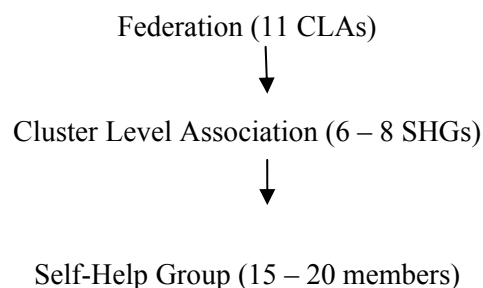 Federation (11 CLAs)
Cluster Level Association (6 – 8 SHGs)
Self-Help Group (15 – 20 members)